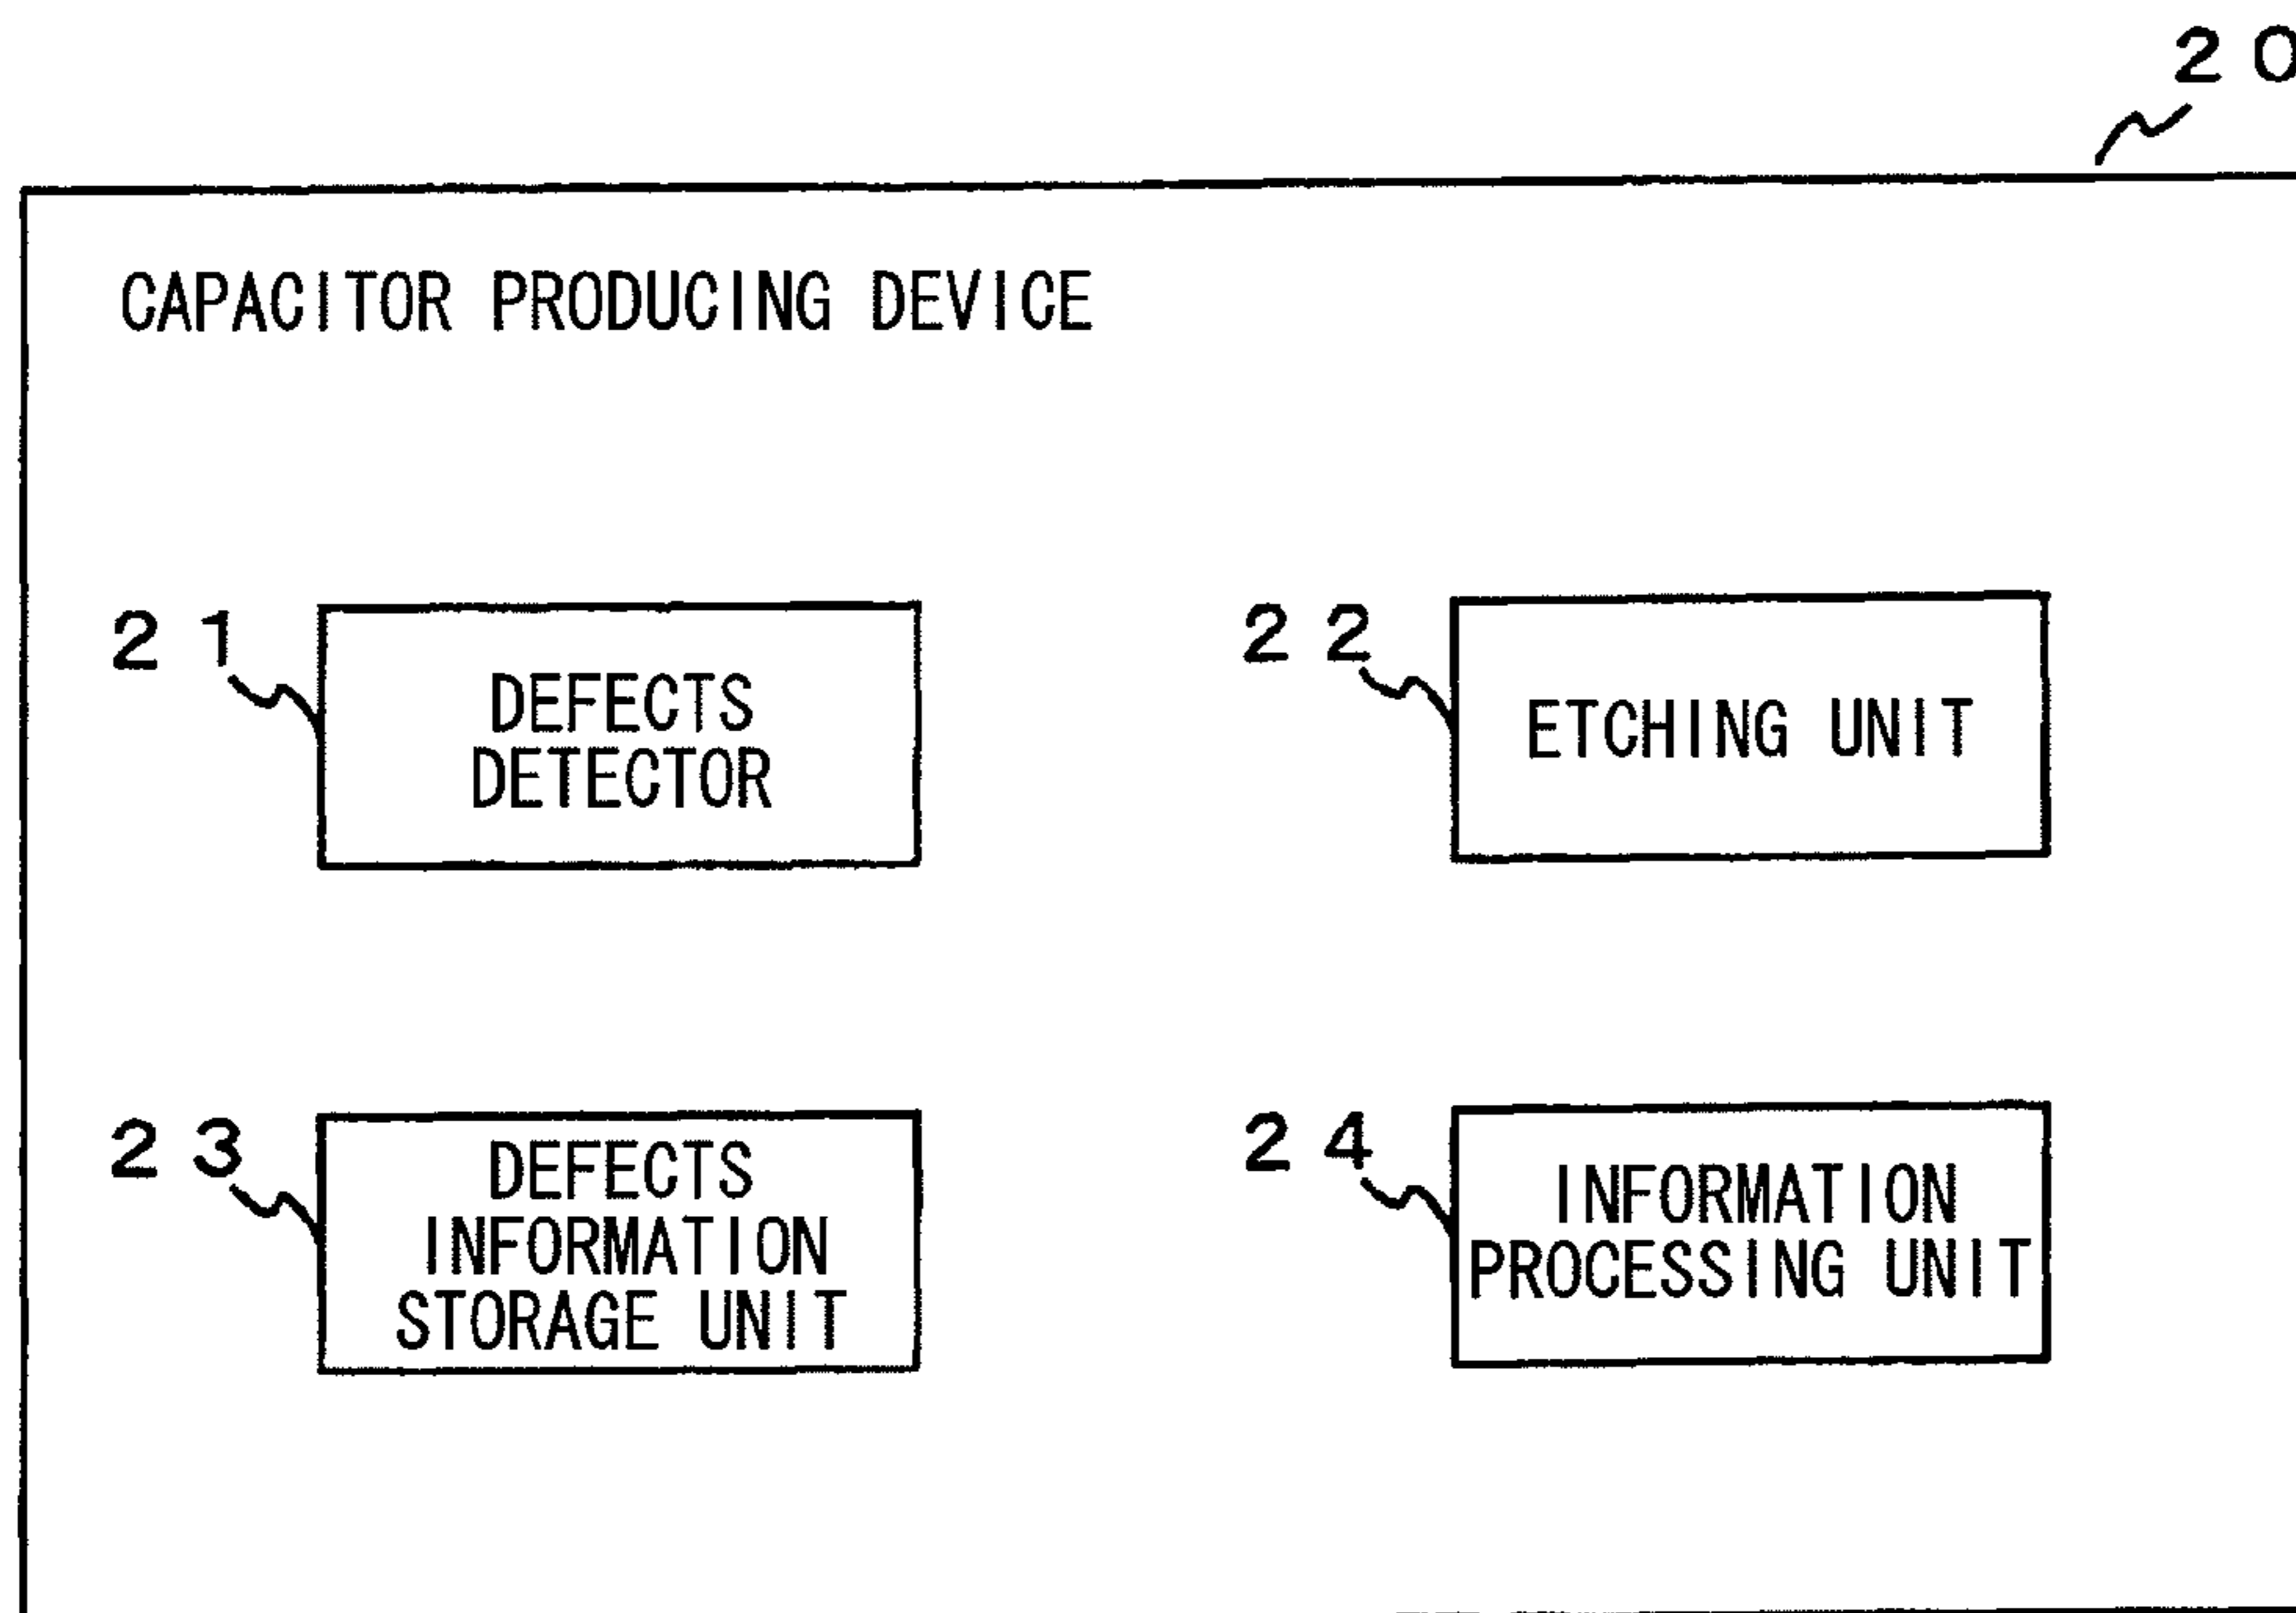 20
CAPACITOR PRODUCING DEVICE
21
DEFECTS
DETECTOR
22
ETCHING UNIT
23
DEFECTS
INFORMATION
STORAGE UNIT
24
INFORMATION
PROCESSING UNIT